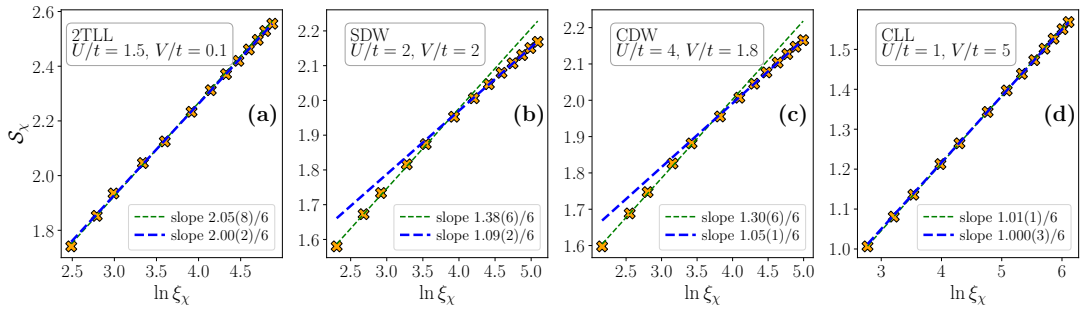 2TLL
U/t = 1.5, V/t = 0.1
(a)
slope 2.05(8)/6
slope 2.00(2)/6
2.6
2.4
2.2
2.0
1.8
2.5 3.0 3.5 4.0 4.5
ln ξχ
Sχ
SDW
U/t = 2, V/t = 2
(b)
slope 1.38(6)/6
slope 1.09(2)/6
2.2
2.1
2.0
1.9
1.8
1.7
1.6
2.5 3.0 3.5 4.0 4.5 5.0
ln ξχ
CDW
U/t = 4, V/t = 1.8
(c)
slope 1.30(6)/6
slope 1.05(1)/6
2.2
2.1
2.0
1.9
1.8
1.7
1.6
2.5 3.0 3.5 4.0 4.5 5.0
ln ξχ
CLL
U/t = 1, V/t = 5
(d)
slope 1.01(1)/6
slope 1.000(3)/6
1.5
1.4
1.3
1.2
1.1
1.0
3 4 5 6
ln ξχ